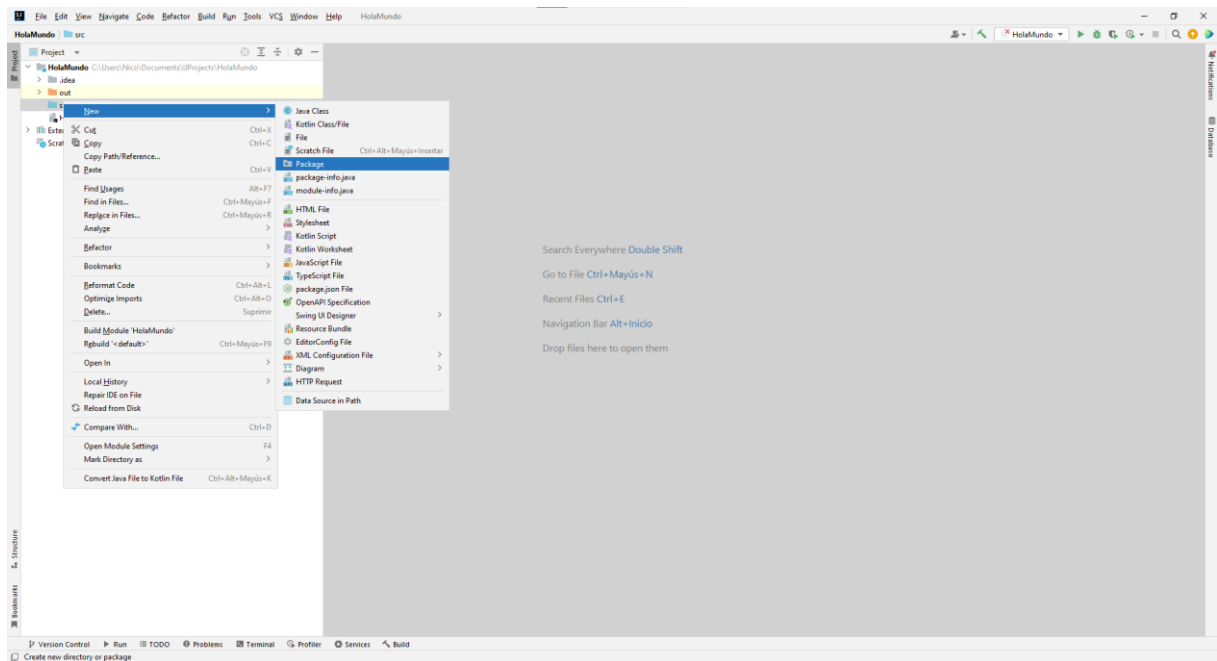 File Edit View Navigate Code Refactor Build Run Tools VCS Window Help HolaMundo
HolaMundo src
HolaMundo
Project
HolaMundo C:\Users\Nico\Documents\IJProjects\HolaMundo
.idea
out
New
Cut Ctrl+X
Copy Ctrl+C
Copy Path/Reference...
Paste Ctrl+V
Find Usages Alt+F7
Find in Files... Ctrl+Mayús+F
Replace in Files... Ctrl+Mayús+R
Analyze
Refactor
Bookmarks
Reformat Code Ctrl+Alt+L
Optimize Imports Ctrl+Alt+O
Delete... Suprimir
Build Module 'HolaMundo'
Rebuild '<default>' Ctrl+Mayús+F9
Open In
Local History
Repair IDE on File
Reload from Disk
Compare With... Ctrl+D
Open Module Settings F4
Mark Directory as
Convert Java File to Kotlin File Ctrl+Alt+Mayús+K
Java Class
Kotlin Class/File
File
Scratch File Ctrl+Alt+Mayús+Insertar
Package
package-info.java
module-info.java
HTML File
Stylesheet
Kotlin Script
Kotlin Worksheet
JavaScript File
TypeScript File
package.json File
OpenAPI Specification
Swing UI Designer
Resource Bundle
EditorConfig File
XML Configuration File
Diagram
HTTP Request
Data Source in Path
Search Everywhere Double Shift
Go to File Ctrl+Mayús+N
Recent Files Ctrl+E
Navigation Bar Alt+Inicio
Drop files here to open them
Project
Structure
Bookmarks
Notifications
Database
Version Control Run TODO Problems Terminal Profiler Services Build
Create new directory or package